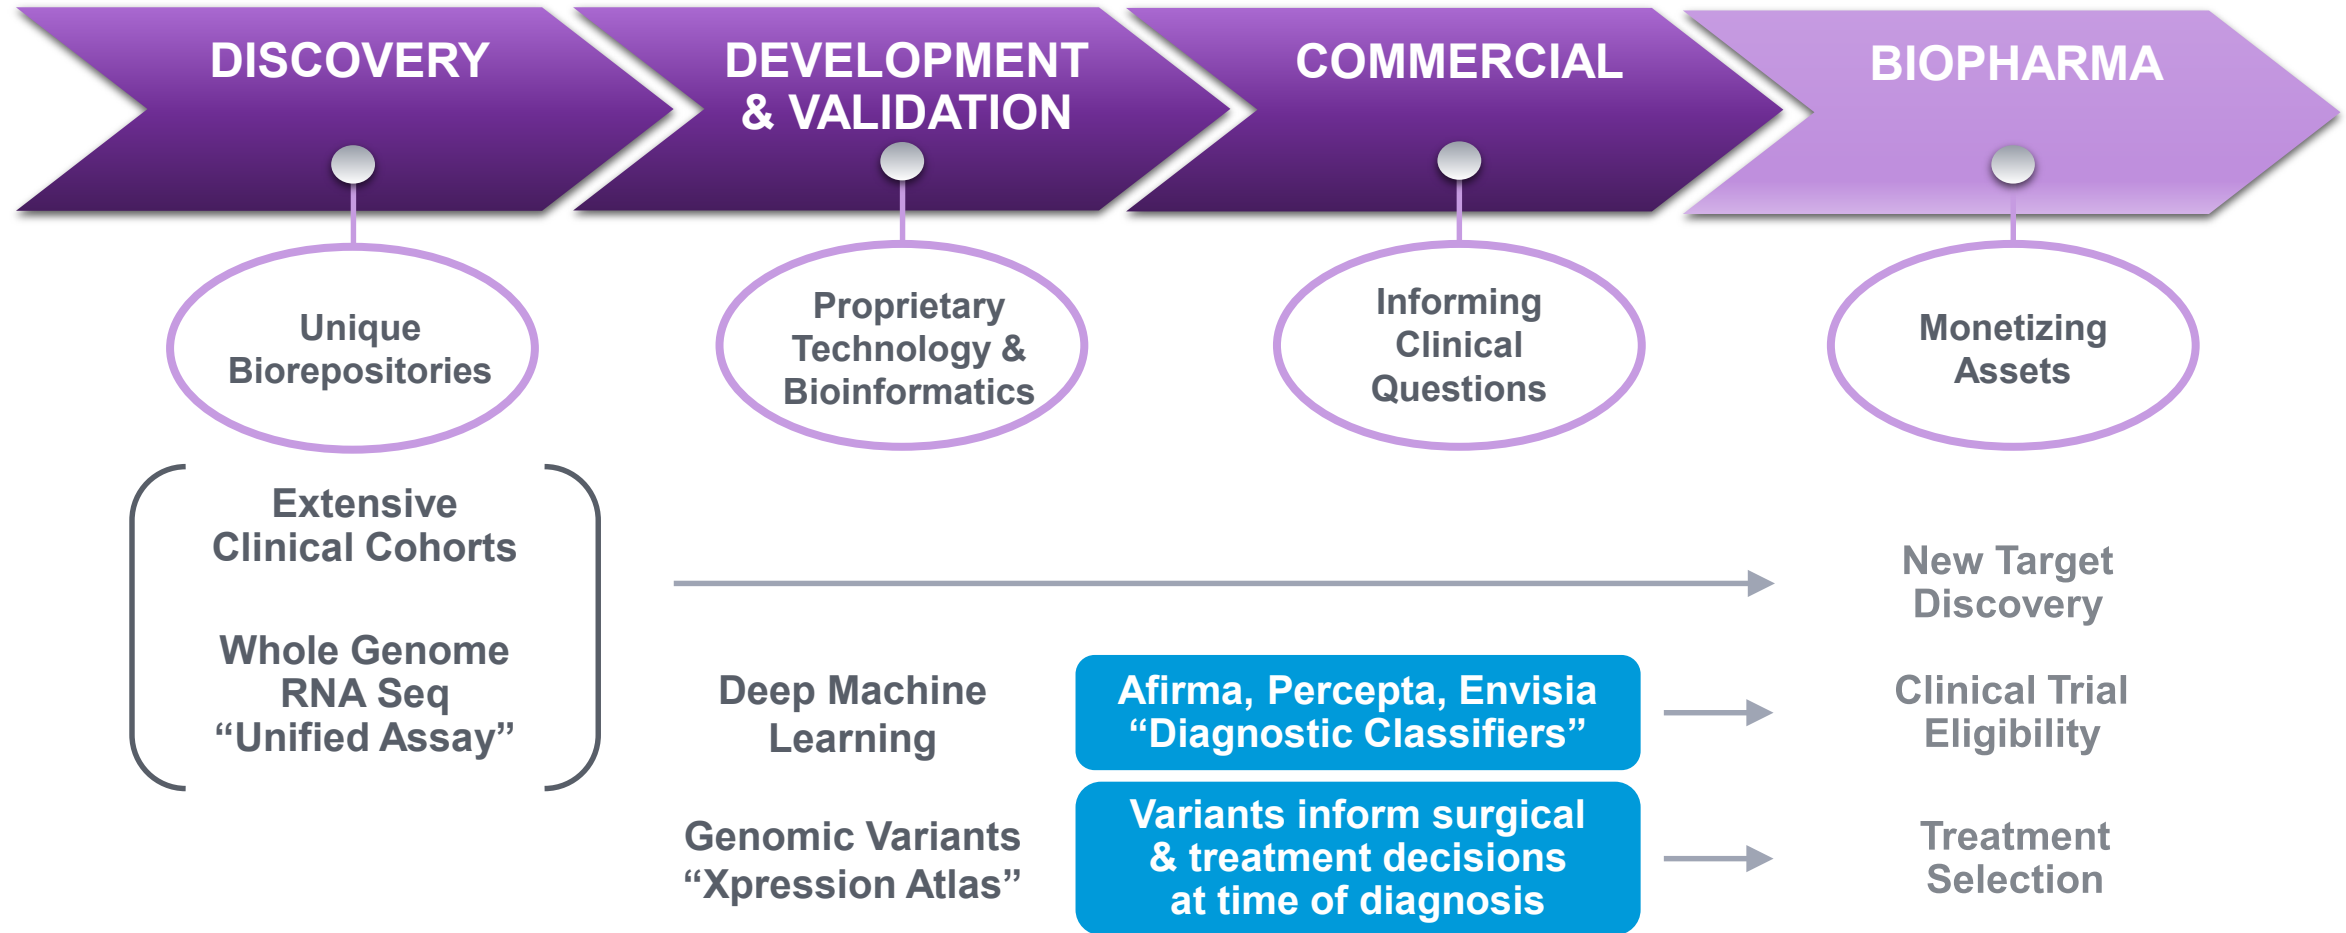 DISCOVERY
DEVELOPMENT
& VALIDATION
COMMERCIAL
BIOPHARMA
Unique
Biorepositories
Proprietary
Technology &
Bioinformatics
Informing
Clinical
Questions
Monetizing
Assets
Extensive
Clinical Cohorts
Whole Genome
RNA Seq
“Unified Assay”
New Target
Discovery
Deep Machine
Learning
Afirma, Percepta, Envisia
“Diagnostic Classifiers”
Clinical Trial
Eligibility
Genomic Variants
“Xpression Atlas”
Variants inform surgical
& treatment decisions
at time of diagnosis
Treatment
Selection